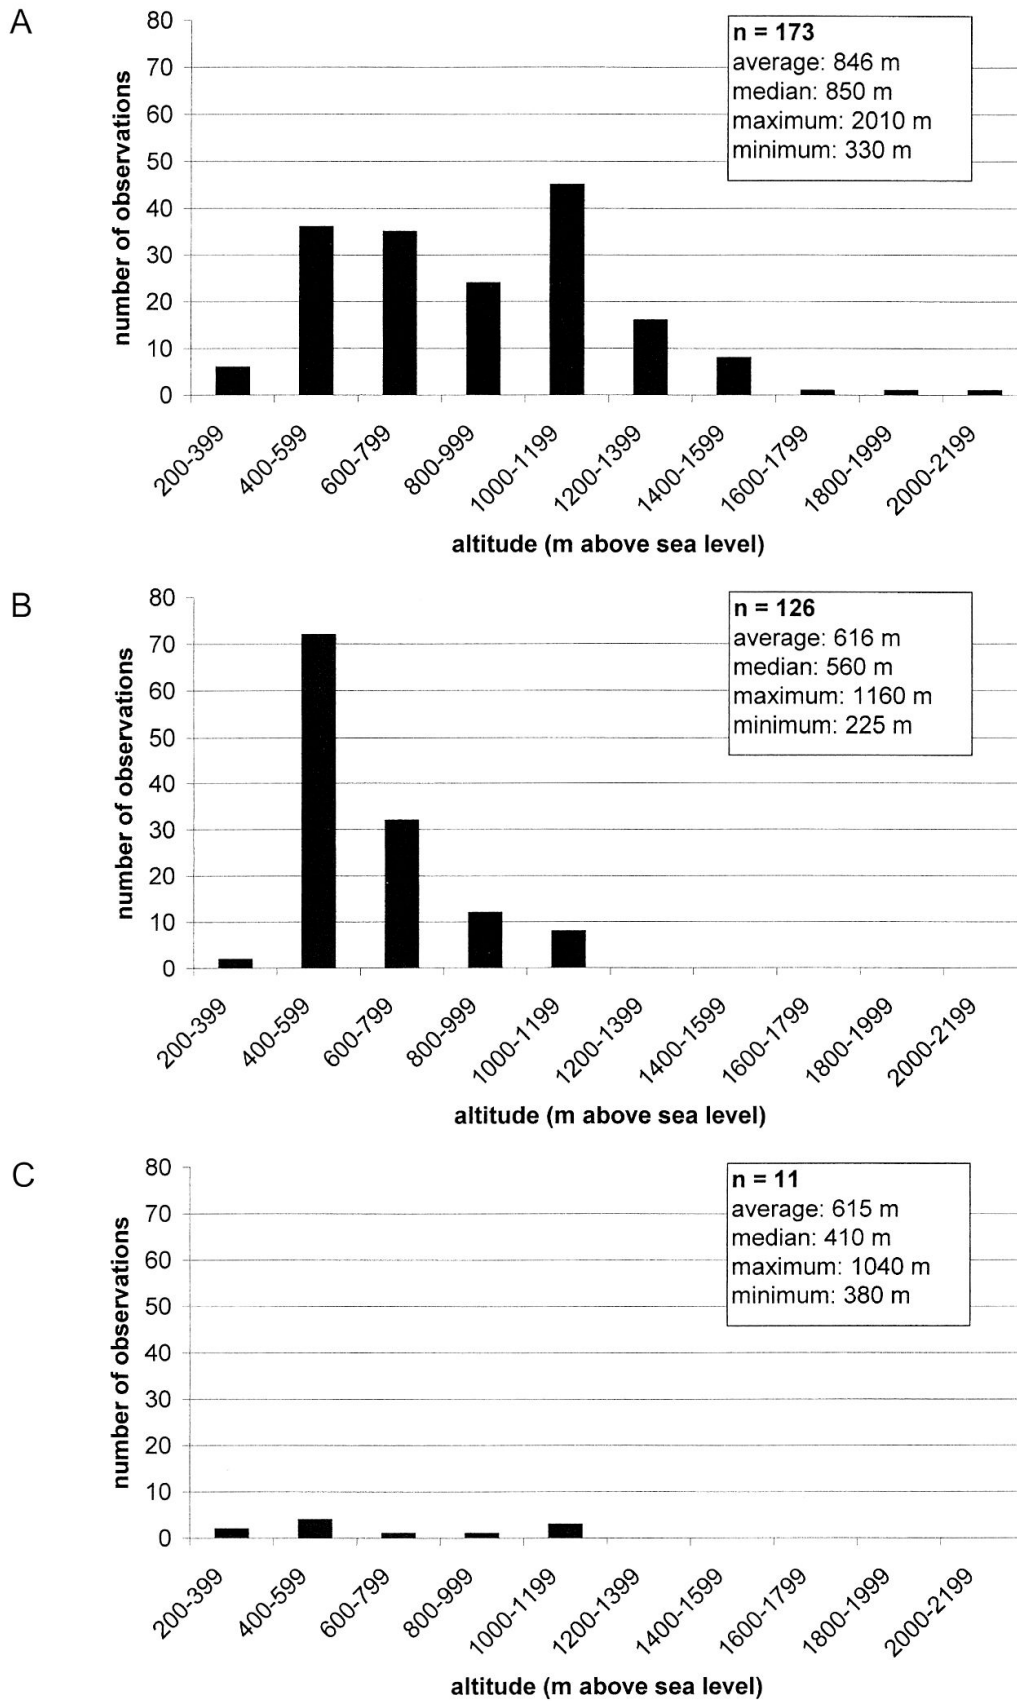 A
80
70
60
50
40
30
20
10
0
number of observations
n = 173
average: 846 m
median: 850 m
maximum: 2010 m
minimum: 330 m
200-399
400-599
600-799
800-999
1000-1199
1200-1399
1400-1599
1600-1799
1800-1999
2000-2199
altitude (m above sea level)
B
80
70
60
50
40
30
20
10
0
number of observations
n = 126
average: 616 m
median: 560 m
maximum: 1160 m
minimum: 225 m
200-399
400-599
600-799
800-999
1000-1199
1200-1399
1400-1599
1600-1799
1800-1999
2000-2199
altitude (m above sea level)
C
80
70
60
50
40
30
20
10
0
number of observations
n = 11
average: 615 m
median: 410 m
maximum: 1040 m
minimum: 380 m
200-399
400-599
600-799
800-999
1000-1199
1200-1399
1400-1599
1600-1799
1800-1999
2000-2199
altitude (m above sea level)